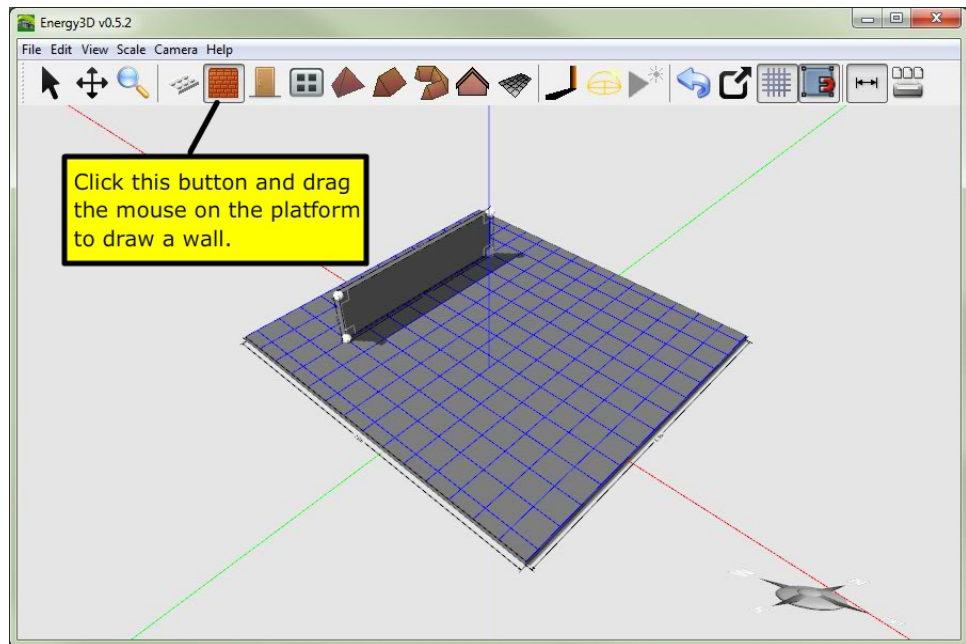 Energy3D v0.5.2
File Edit View Scale Camera Help
Click this button and drag
the mouse on the platform
to draw a wall.